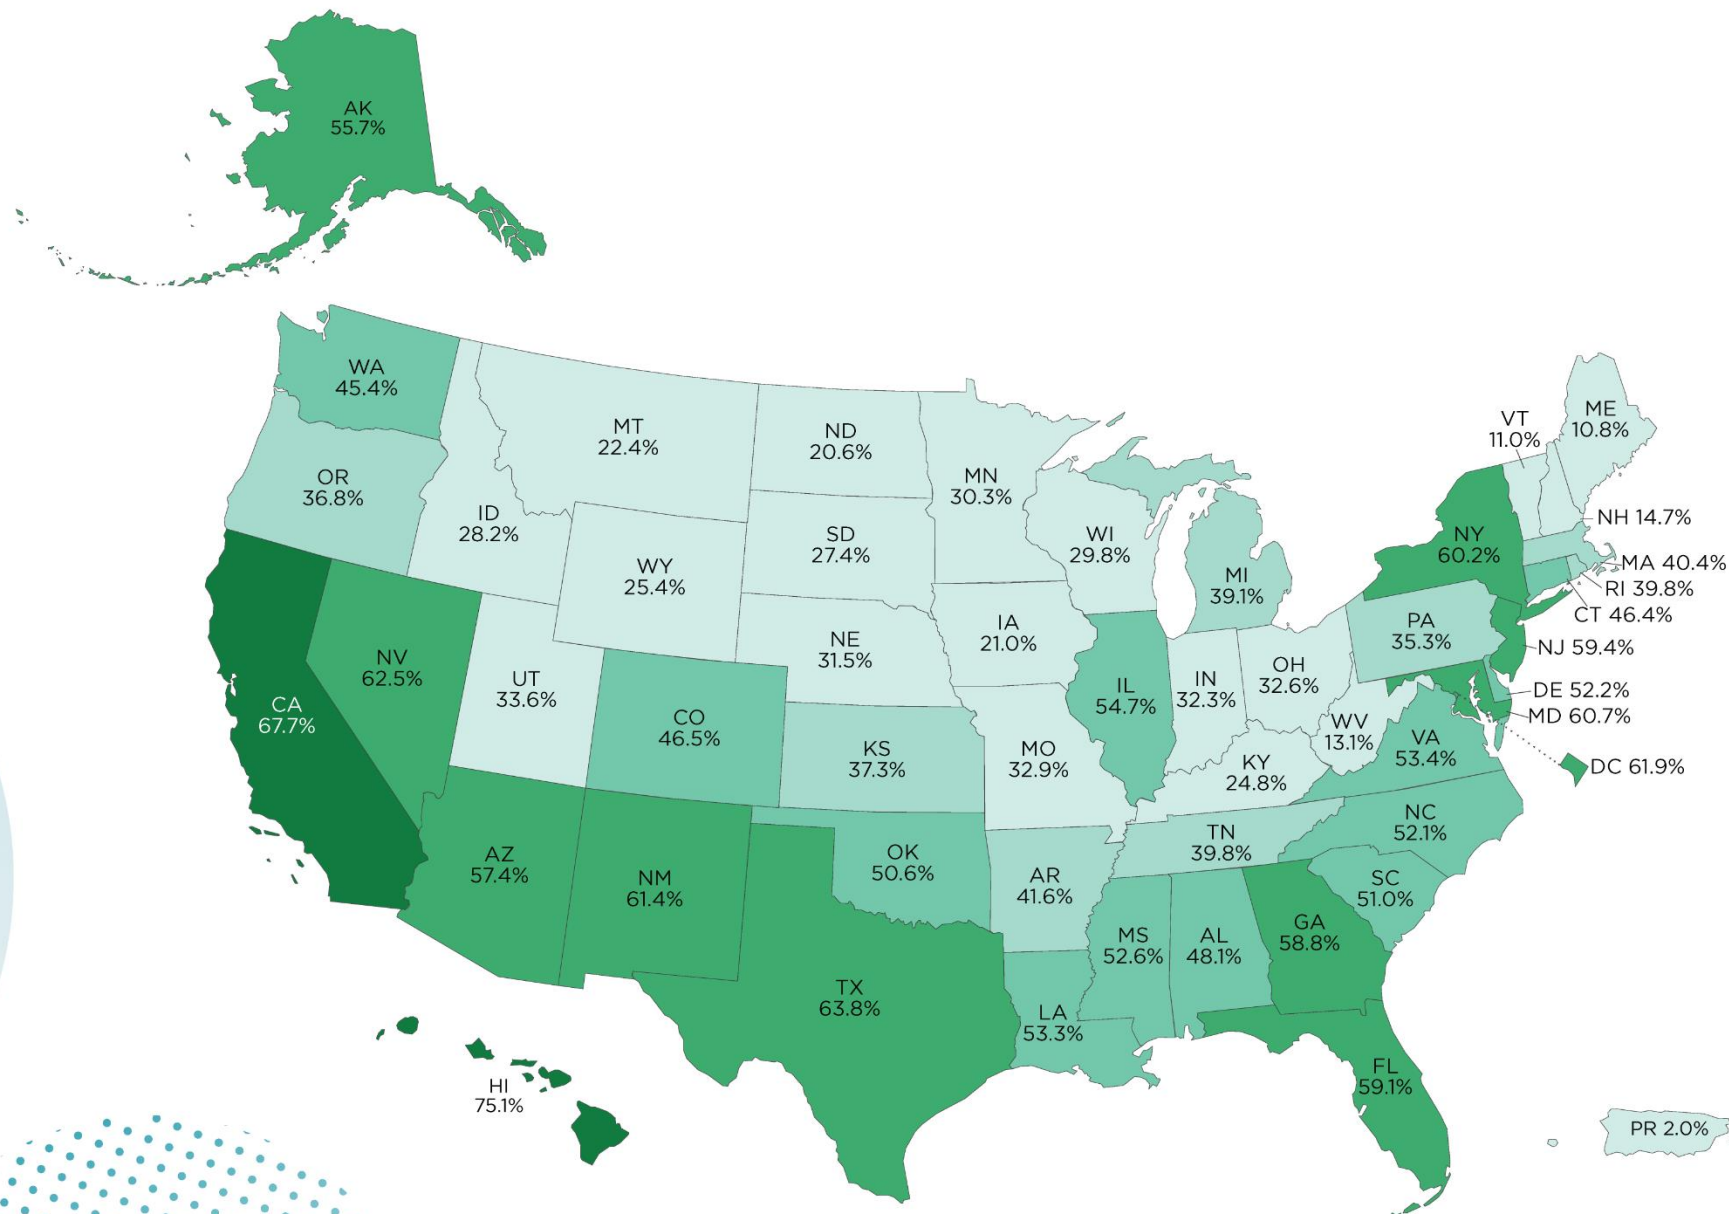 AK
55.7%
WA
45.4%
MT
22.4%
ND
20.6%
MN
30.3%
VT
11.0%
ME
10.8%
OR
36.8%
ID
28.2%
WY
25.4%
SD
27.4%
WI
29.8%
MI
39.1%
NY
60.2%
NH 14.7%
MA 40.4%
RI 39.8%
CT 46.4%
NJ 59.4%
DE 52.2%
MD 60.7%
DC 61.9%
PA
35.3%
NE
31.5%
IA
21.0%
NV
62.5%
UT
33.6%
CA
67.7%
CO
46.5%
KS
37.3%
MO
32.9%
IL
54.7%
IN
32.3%
OH
32.6%
WV
13.1%
VA
53.4%
KY
24.8%
NC
52.1%
TN
39.8%
AZ
57.4%
NM
61.4%
OK
50.6%
AR
41.6%
SC
51.0%
MS
52.6%
AL
48.1%
GA
58.8%
TX
63.8%
LA
53.3%
FL
59.1%
HI
75.1%
PR 2.0%